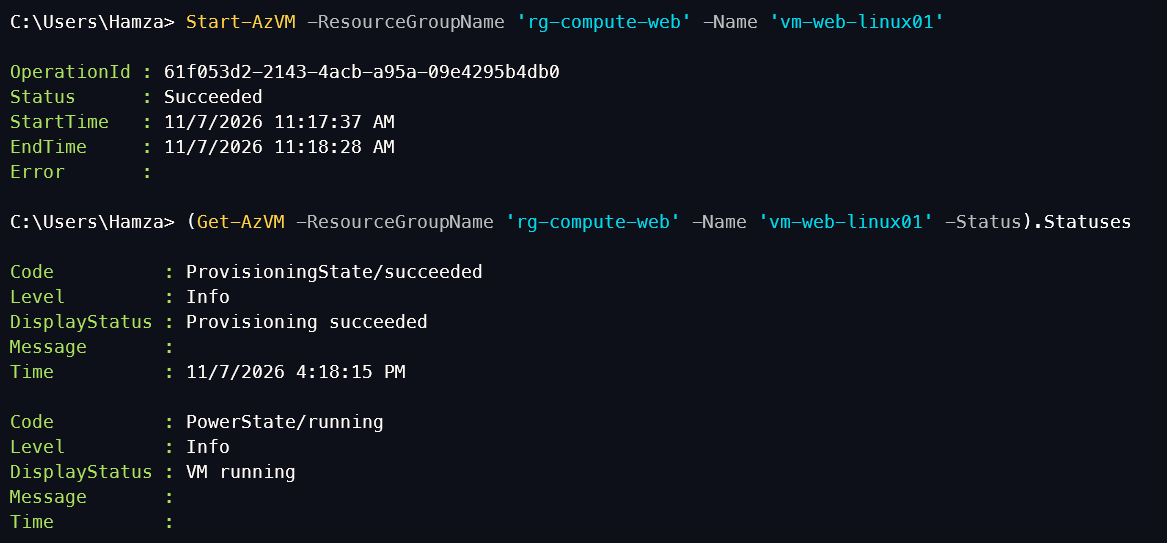 C:\Users\Hamza> Start-AzVM -ResourceGroupName 'rg-compute-web' -Name 'vm-web-linux01'
OperationId : 61f053d2-2143-4acb-a95a-09e4295b4db0
Status      : Succeeded
StartTime   : 11/7/2026 11:17:37 AM
EndTime     : 11/7/2026 11:18:28 AM
Error       :
C:\Users\Hamza> (Get-AzVM -ResourceGroupName 'rg-compute-web' -Name 'vm-web-linux01' -Status).Statuses
Code          : ProvisioningState/succeeded
Level         : Info
DisplayStatus : Provisioning succeeded
Message       :
Time          : 11/7/2026 4:18:15 PM
Code          : PowerState/running
Level         : Info
DisplayStatus : VM running
Message       :
Time          :